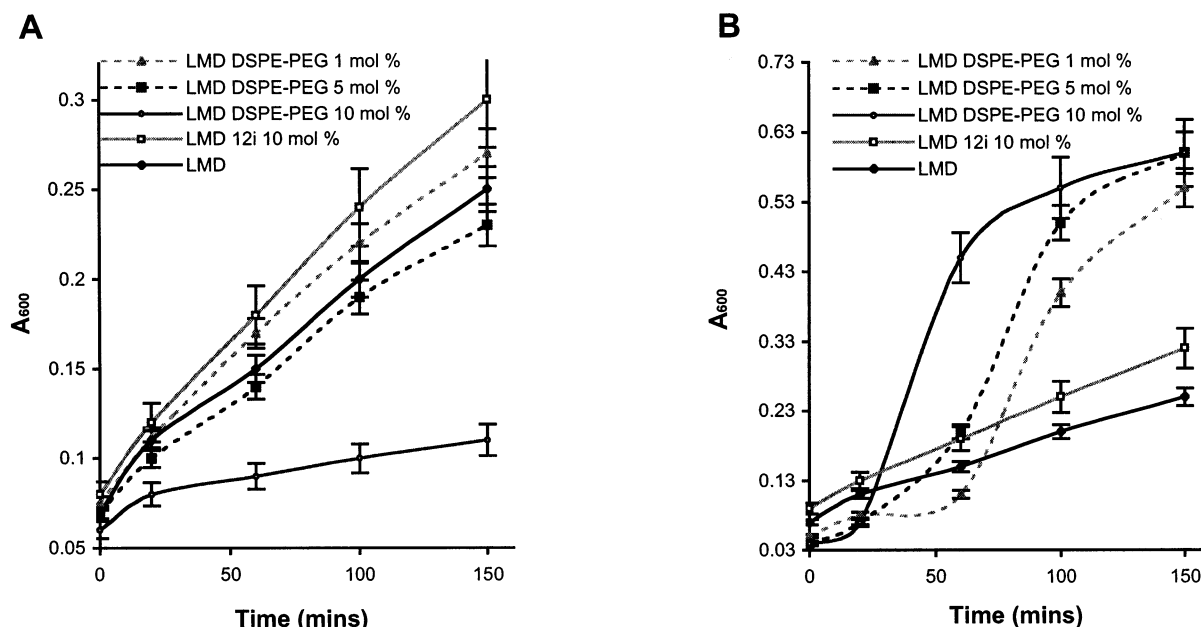 A
LMD DSPE-PEG 1 mol %
LMD DSPE-PEG 5 mol %
LMD DSPE-PEG 10 mol %
LMD 12i 10 mol %
LMD
0.3
0.25
0.2
0.15
0.1
0.05
A600
0 50 100 150
Time (mins)
B
LMD DSPE-PEG 1 mol %
LMD DSPE-PEG 5 mol %
LMD DSPE-PEG 10 mol %
LMD 12i 10 mol %
LMD
0.73
0.63
0.53
0.43
0.33
0.23
0.13
0.03
A600
0 50 100 150
Time (mins)